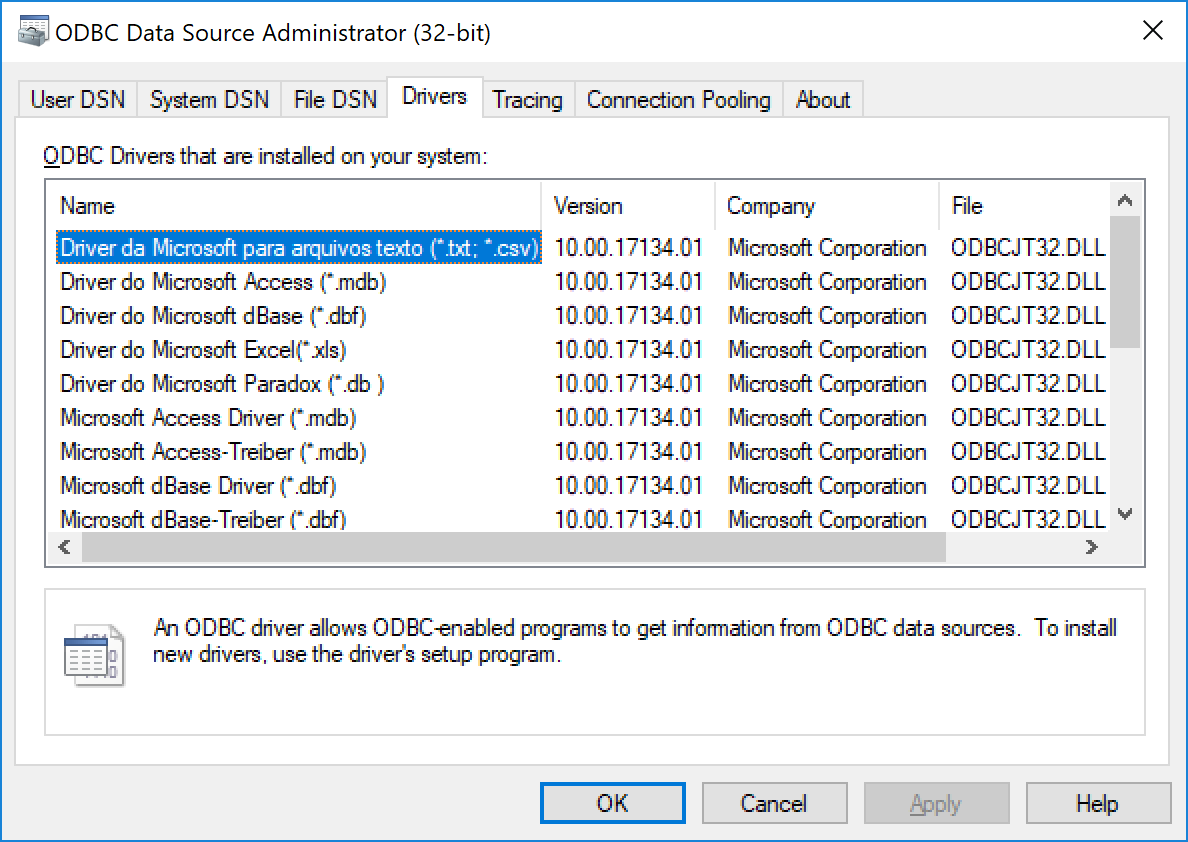 ODBC Data Source Administrator (32-bit)
User DSN System DSN File DSN Drivers Tracing Connection Pooling About
ODBC Drivers that are installed on your system:
Name Version Company File
Driver da Microsoft para arquivos texto (*.txt; *.csv) 10.00.17134.01 Microsoft Corporation ODBCJT32.DLL
Driver do Microsoft Access (*.mdb) 10.00.17134.01 Microsoft Corporation ODBCJT32.DLL
Driver do Microsoft dBase (*.dbf) 10.00.17134.01 Microsoft Corporation ODBCJT32.DLL
Driver do Microsoft Excel(*.xls) 10.00.17134.01 Microsoft Corporation ODBCJT32.DLL
Driver do Microsoft Paradox (*.db ) 10.00.17134.01 Microsoft Corporation ODBCJT32.DLL
Microsoft Access Driver (*.mdb) 10.00.17134.01 Microsoft Corporation ODBCJT32.DLL
Microsoft Access-Treiber (*.mdb) 10.00.17134.01 Microsoft Corporation ODBCJT32.DLL
Microsoft dBase Driver (*.dbf) 10.00.17134.01 Microsoft Corporation ODBCJT32.DLL
Microsoft dBase-Treiber (*.dbf) 10.00.17134.01 Microsoft Corporation ODBCJT32.DLL
An ODBC driver allows ODBC-enabled programs to get information from ODBC data sources. To install
new drivers, use the driver's setup program.
OK Cancel Apply Help